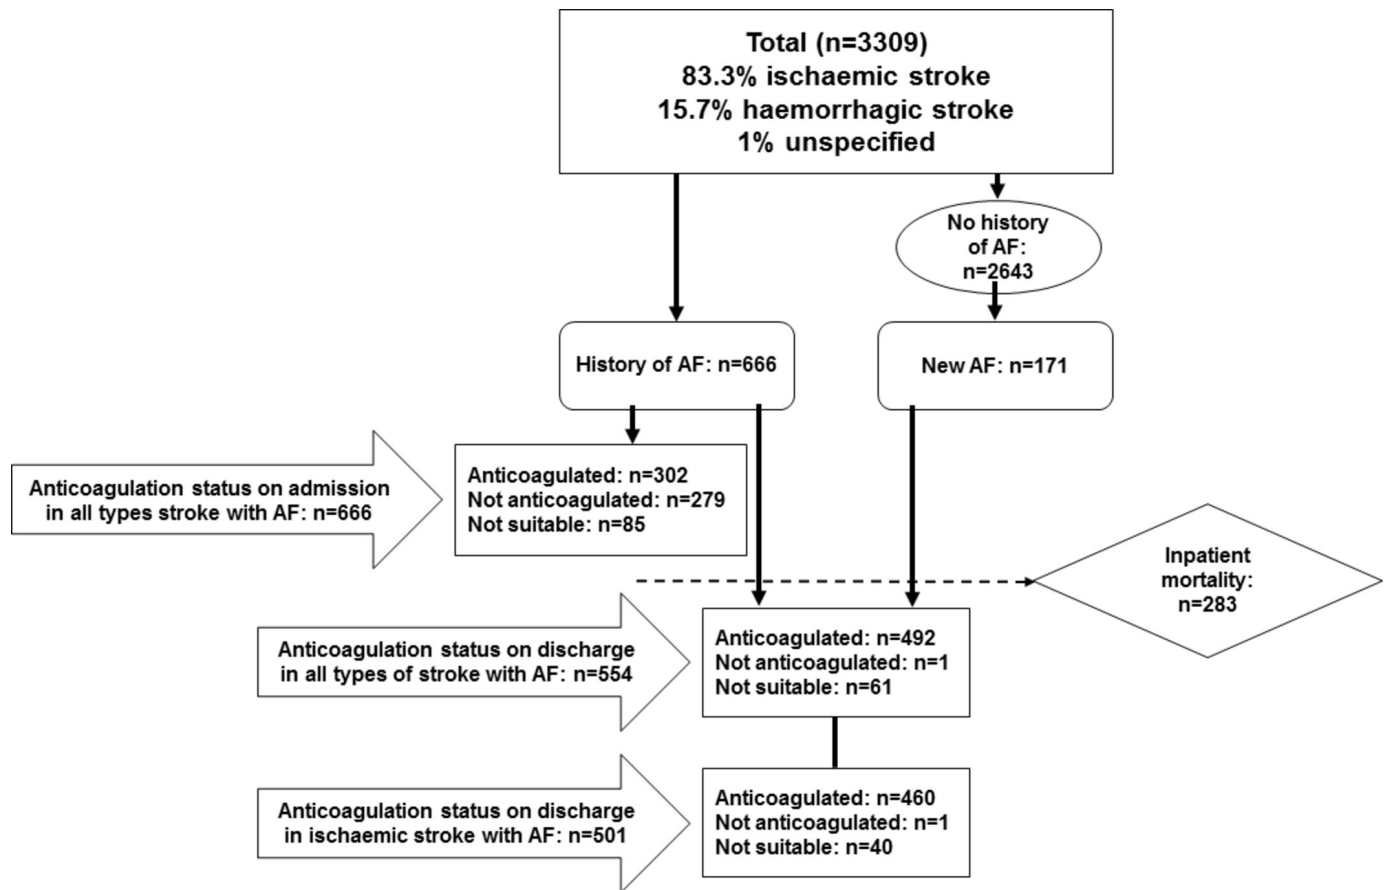 Total (n=3309)
83.3% ischaemic stroke
15.7% haemorrhagic stroke
1% unspecified
No history
of AF:
n=2643
History of AF: n=666
New AF: n=171
Anticoagulation status on admission
in all types stroke with AF: n=666
Anticoagulated: n=302
Not anticoagulated: n=279
Not suitable: n=85
Inpatient
mortality:
n=283
Anticoagulation status on discharge
in all types of stroke with AF: n=554
Anticoagulated: n=492
Not anticoagulated: n=1
Not suitable: n=61
Anticoagulation status on discharge
in ischaemic stroke with AF: n=501
Anticoagulated: n=460
Not anticoagulated: n=1
Not suitable: n=40